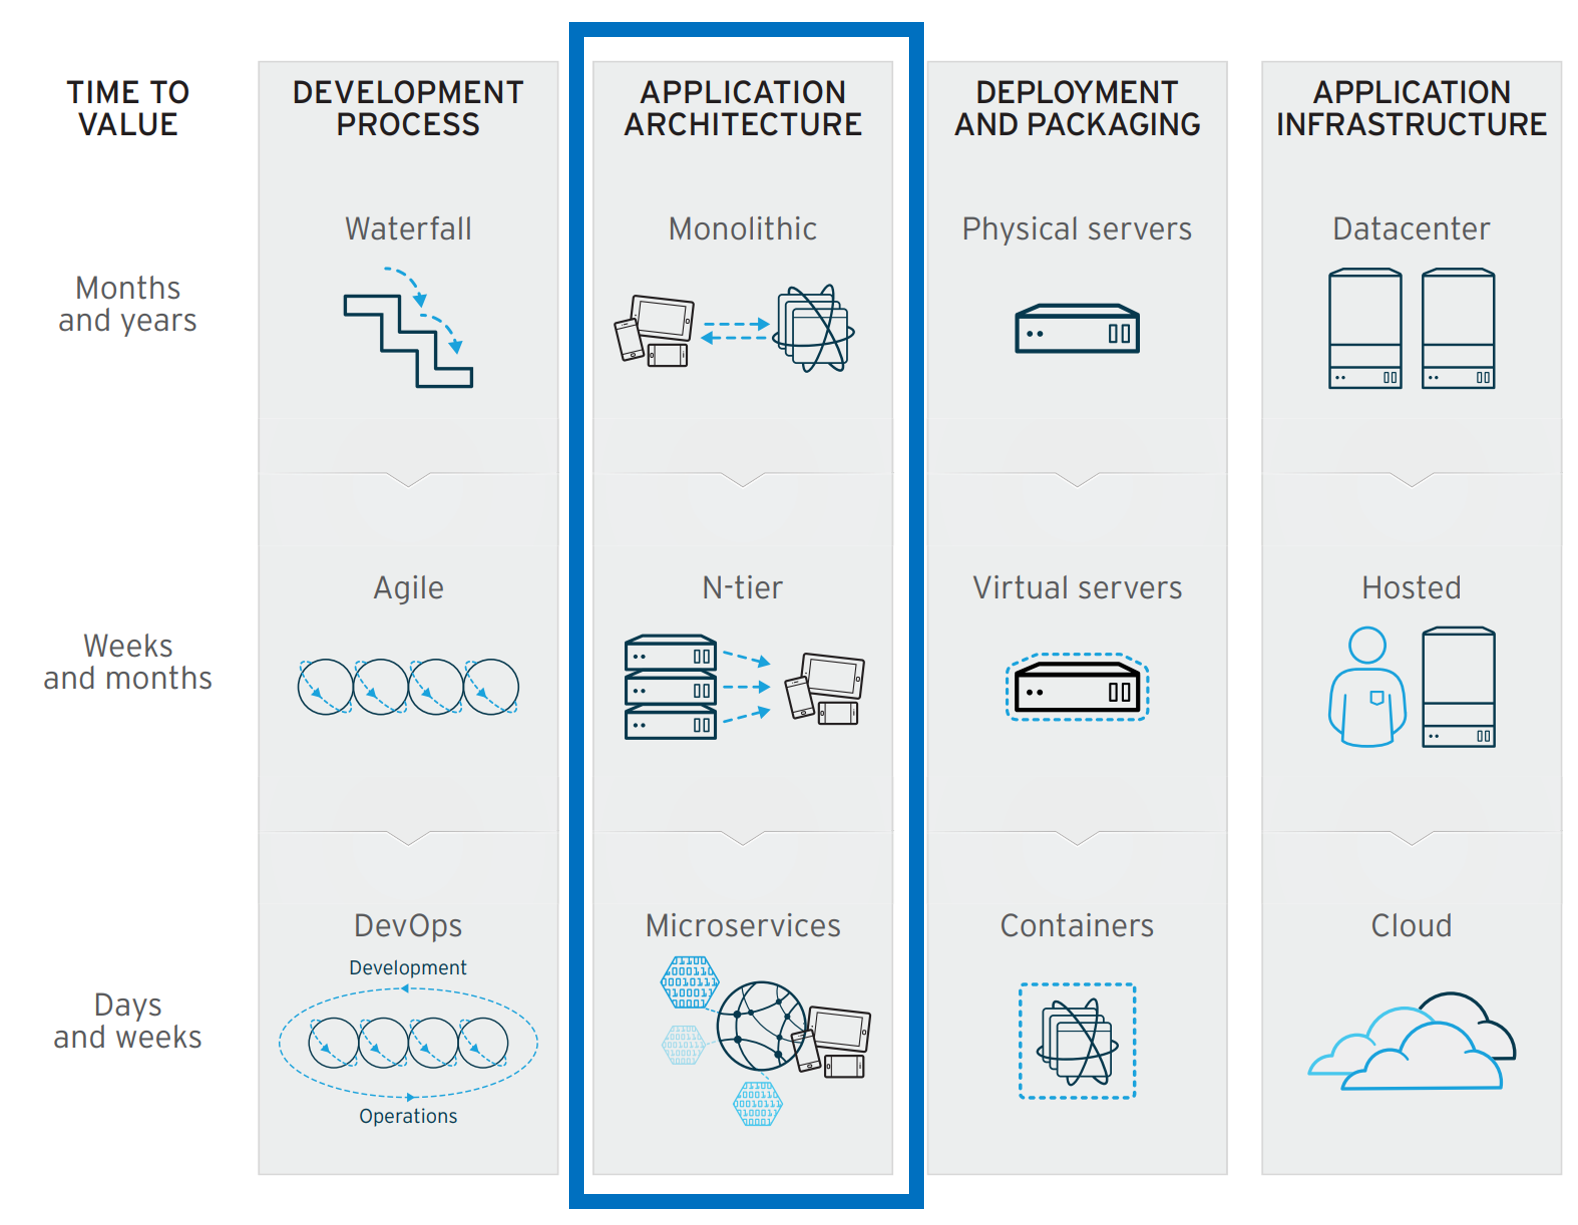 TIME TO
VALUE
DEVELOPMENT
PROCESS
APPLICATION
ARCHITECTURE
DEPLOYMENT
AND PACKAGING
APPLICATION
INFRASTRUCTURE
Months
and years
Waterfall
Monolithic
Physical servers
Datacenter
Weeks
and months
Agile
N-tier
Virtual servers
Hosted
Days
and weeks
DevOps
Development
Operations
Microservices
Containers
Cloud